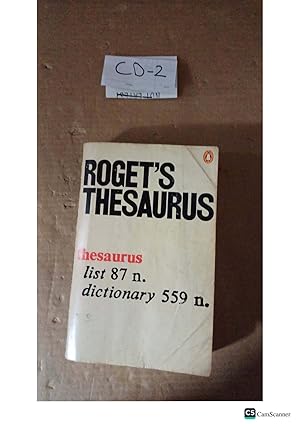 CD-2
ROGET'S
THESAURUS
thesaurus
list 87 n.
dictionary 559 n.
CS CamScanner